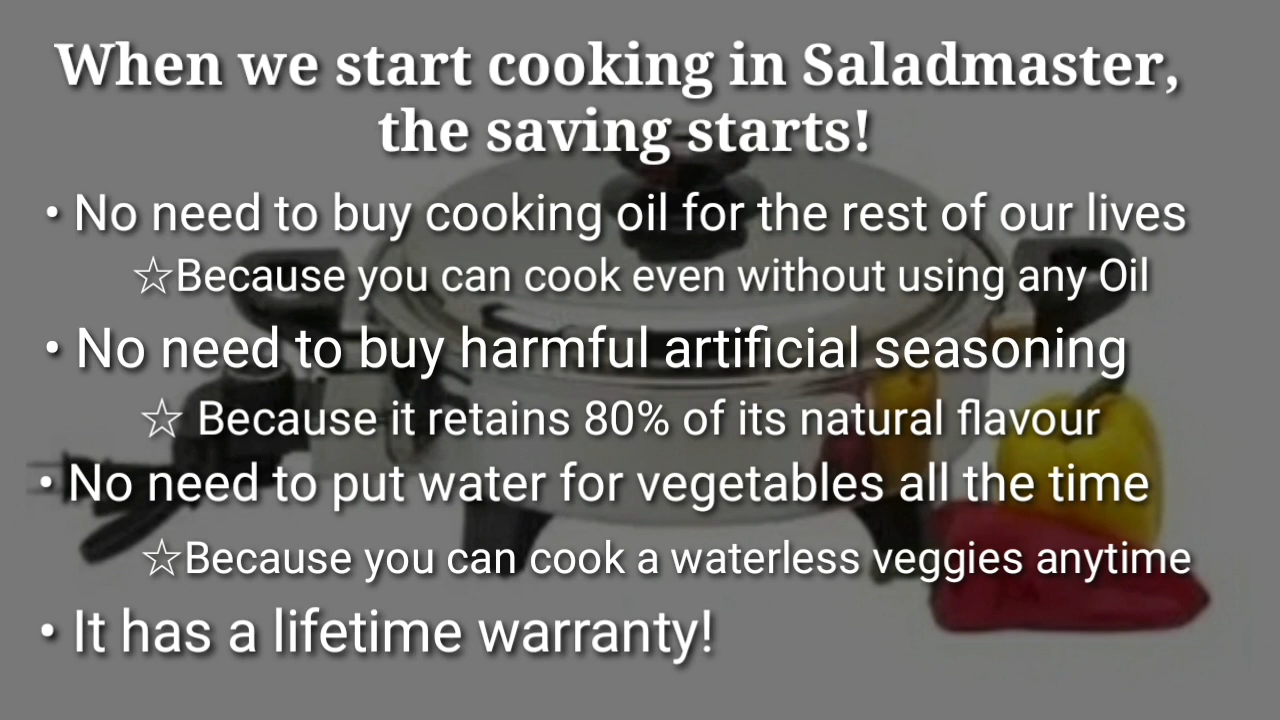 When we start cooking in Saladmaster,
the saving starts!
• No need to buy cooking oil for the rest of our lives
☆Because you can cook even without using any Oil
• No need to buy harmful artificial seasoning
☆ Because it retains 80% of its natural flavour
• No need to put water for vegetables all the time
☆Because you can cook a waterless veggies anytime
• It has a lifetime warranty!